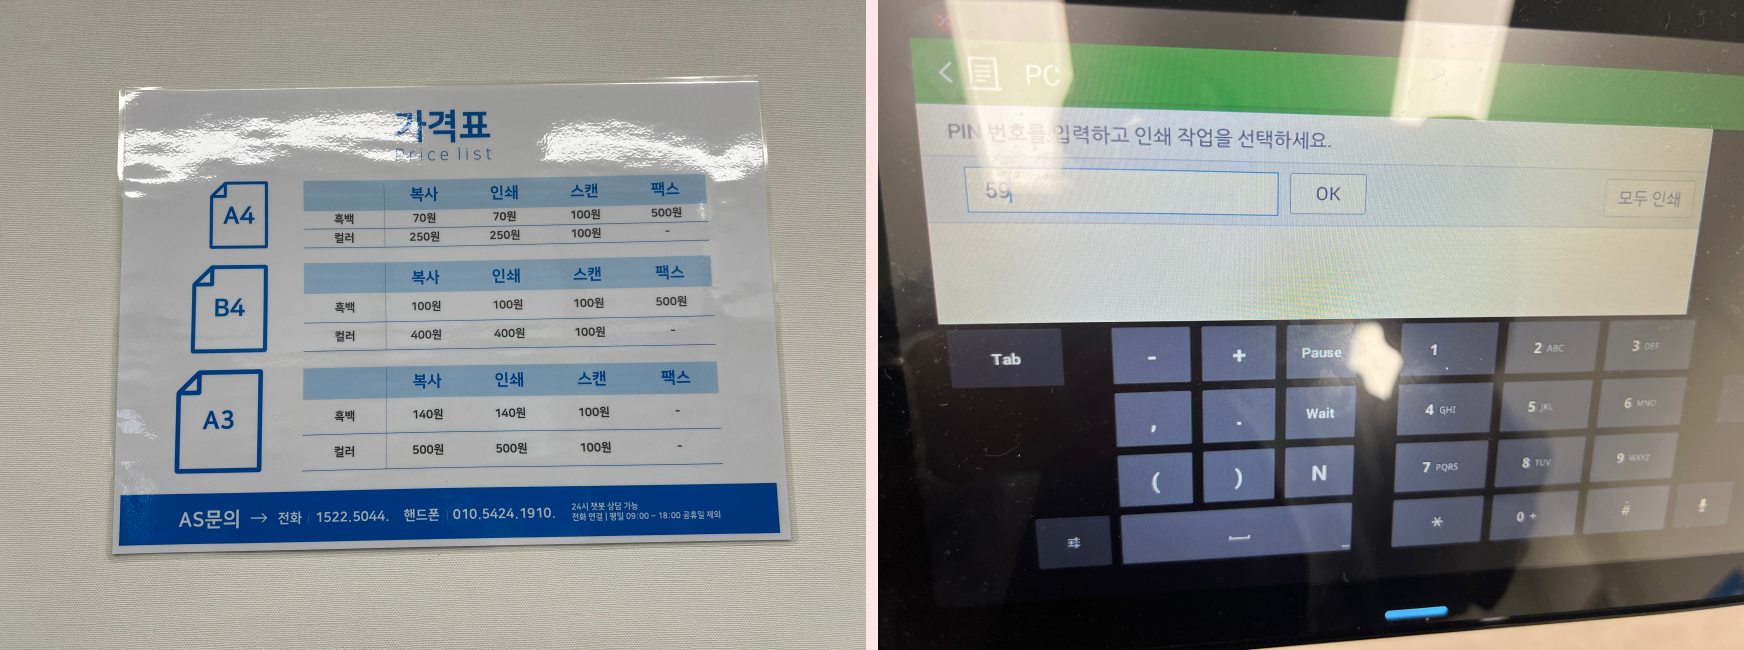 가격표
Price list
A4
복사 인쇄 스캔 팩스
흑백 70원 70원 100원 500원
컬러 250원 250원 100원 -
B4
복사 인쇄 스캔 팩스
흑백 100원 100원 100원 500원
컬러 400원 400원 100원 -
A3
복사 인쇄 스캔 팩스
흑백 140원 140원 100원 -
컬러 500원 500원 100원 -
AS문의 → 전화 | 1522.5044. 핸드폰 | 010.5424.1910.
24시 챗봇 상담 가능
전화 연결 | 평일 09:00 ~ 18:00 공휴일 제외
PC
PIN 번호를 입력하고 인쇄 작업을 선택하세요.
59 OK 모두 인쇄
Tab - + Pause 1 2 ABC 3 DEF
, . Wait 4 GHI 5 JKL 6 MNO
( ) N 7 PQRS 8 TUV 9 WXYZ
* 0 + #